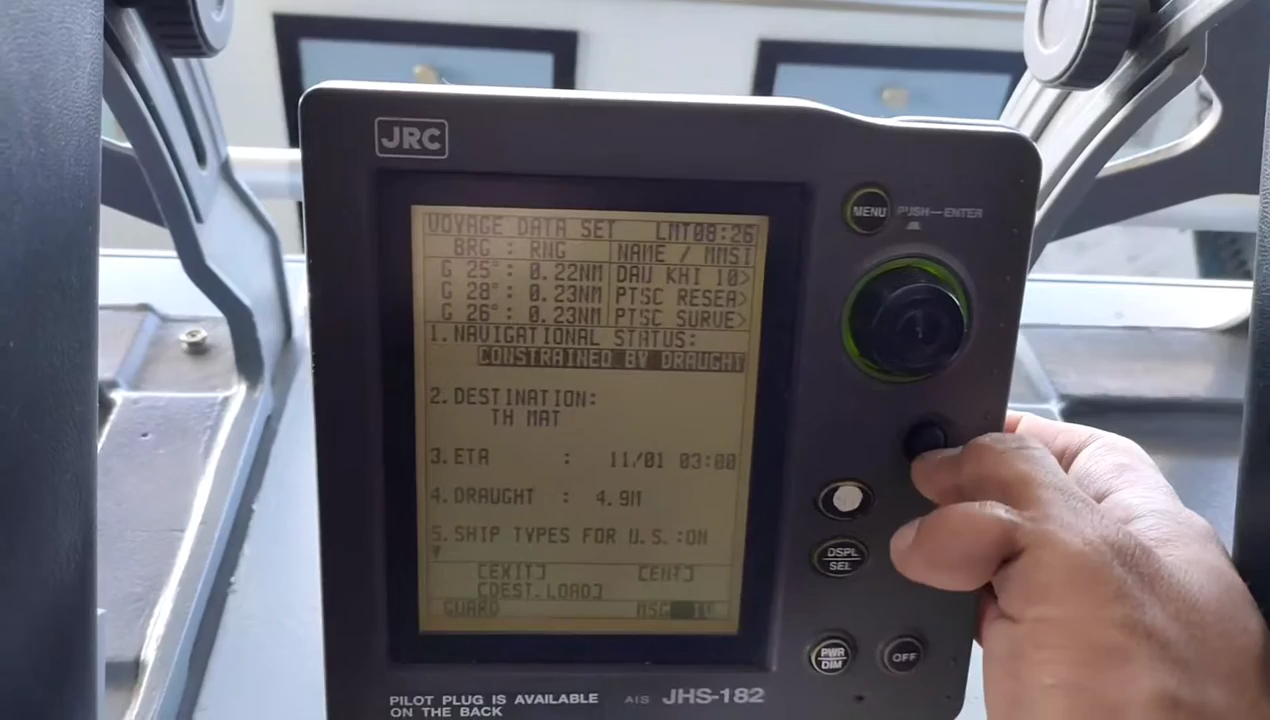 JRC
VOYAGE DATA SET LMT08:26
BRG : RNG NAME / MMSI
G 25° : 0.22NM DAU KHI 10>
G 28° : 0.23NM PTSC RESEA>
G 26° : 0.23NM PTSC SURVE>
1.NAVIGATIONAL STATUS:
CONSTRAINED BY DRAUGHT
2.DESTINATION:
TH MAT
3.ETA : 11/01 03:00
4.DRAUGHT : 4.9M
5.SHIP TYPES FOR U.S.:ON
[EXIT] [ENT]
[DEST.LOAD]
GUARD MSG
MENU PUSH—ENTER
DSPL
SEL
PWR
DIM
OFF
PILOT PLUG IS AVAILABLE
ON THE BACK
AIS JHS-182